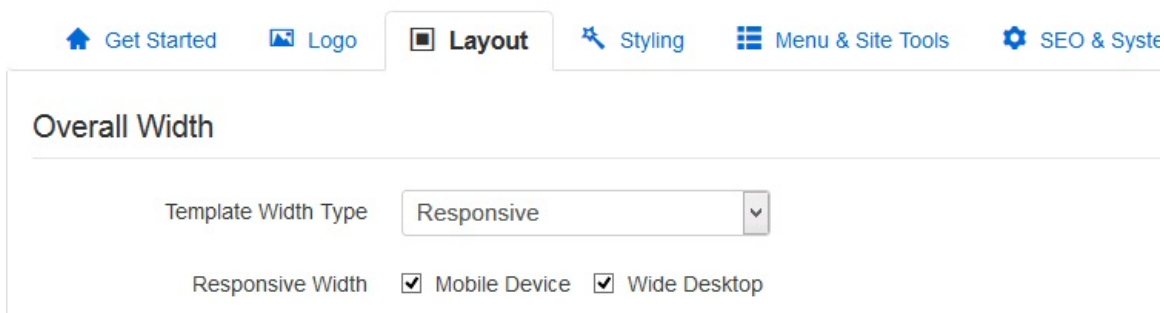 Get Started Logo Layout Styling Menu & Site Tools SEO & Syste
Overall Width
Template Width Type Responsive
Responsive Width Mobile Device Wide Desktop